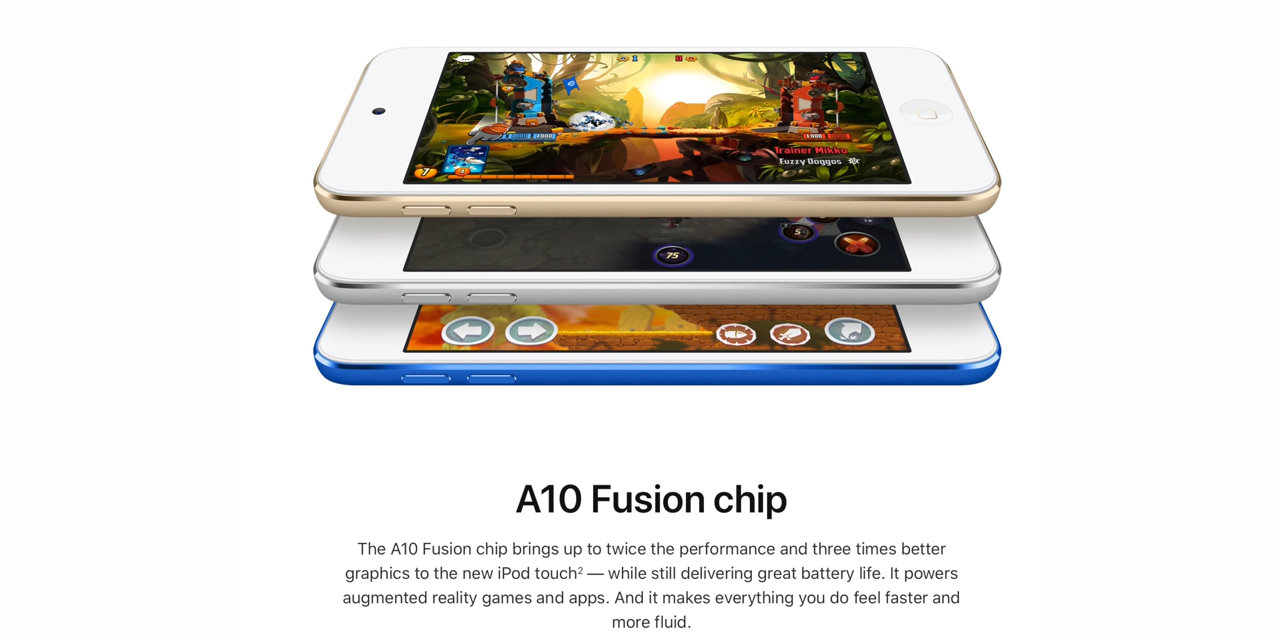 Trainer Mikko
Fuzzy Doggos
7
75
5
A10 Fusion chip
The A10 Fusion chip brings up to twice the performance and three times better
graphics to the new iPod touch² — while still delivering great battery life. It powers
augmented reality games and apps. And it makes everything you do feel faster and
more fluid.